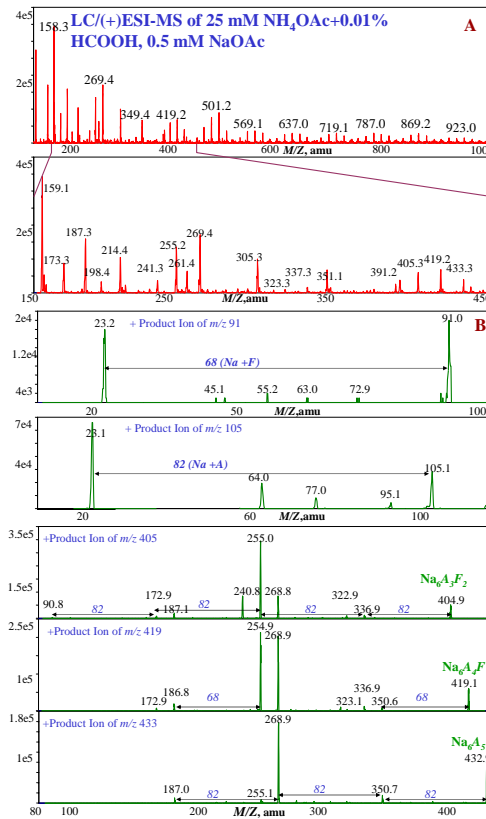 LC/(+)ESI-MS of 25 mM NH₄OAc+0.01%
HCOOH, 0.5 mM NaOAc
A
158.3
269.4
349.4
419.2
501.2
569.1
637.0
719.1
787.0
869.2
923.0
4e5
2e5
200 400 600 800 1000
M/Z, amu
159.1
173.3
187.3
198.4
214.4
241.3
255.2
261.4
269.4
305.3
323.3
337.3
351.1
391.2
405.3
419.2
433.3
4e5
2e5
150 250 350 450
M/Z,amu
B
+ Product Ion of m/z 91
23.2
91.0
68 (Na +F)
45.1
55.2
63.0
72.9
2e4
1.2e4
4e3
20 50 100
M/Z,amu
+ Product Ion of m/z 105
23.1
82 (Na +A)
64.0
77.0
95.1
105.1
7e4
4e4
20 60 100
M/Z,amu
+Product Ion of m/z 405
255.0
240.8
268.8
172.9
187.1
90.8
322.9
336.9
404.9
82 82 82 82
Na₆A₃F₂
3.5e5
1.5e5
+Product Ion of m/z 419
254.9
268.9
186.8
172.9
323.1
336.9
350.6
419.1
68 68
Na₆A₄F
2.5e5
1e5
+Product Ion of m/z 433
268.9
187.0
255.1
350.7
432.9
82 82 82
Na₆A₅
1.8e5
1e5
80 100 200 300 400
M/Z,amu